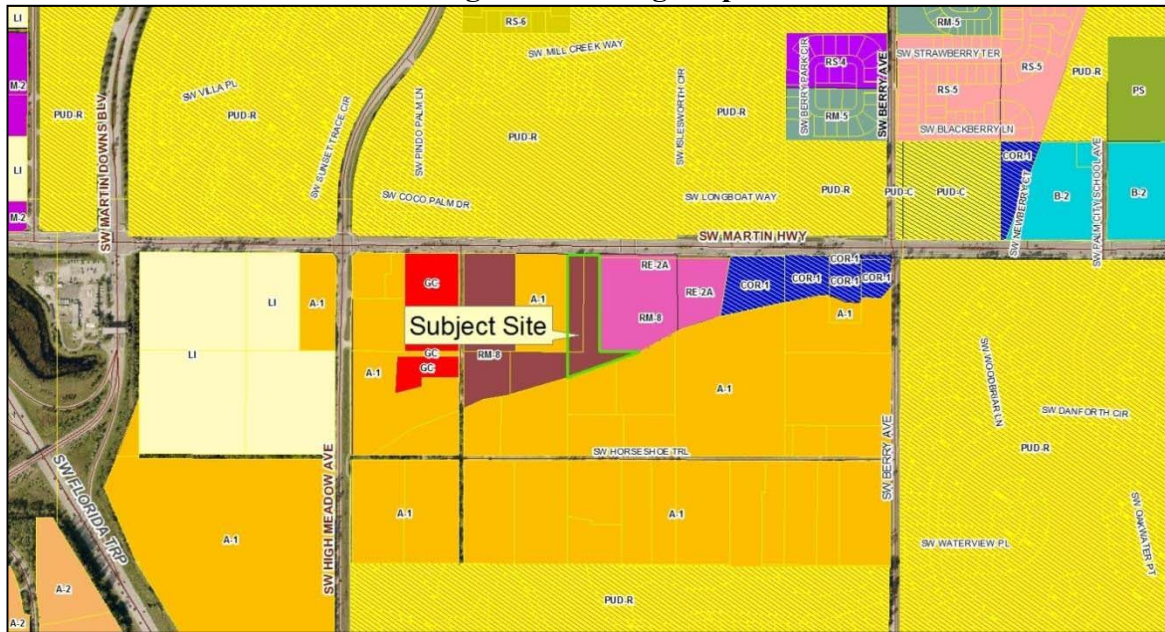 LI
RS-6
RM-5
SW MILL CREEK WAY
SW BERRY PARK CIR
SW BERRY AVE
SW STRAWBERRY TER
RS-4
RS-5
PUD-R
M-2
SW VILLA PL
PUD-R
PUD-R
SW MARTIN DOWNS BLV
SW SUNSET TRACE CIR
SW PINDO PALM LN
PUD-R
SW ISLESWORTH CIR
RM-5
RS-5
PS
SW BLACKBERRY LN
LI
COR-1
M-2
SW COCO PALM DR
SW LONGBOAT WAY
PUD-R
PUD-C
PUD-C
SW NEWBERRY CT
B-2
SW PALM CITY SCHOOL AVE
B-2
SW MARTIN HWY
LI
A-1
GC
A-1
RE-2A
RE-2A
COR-1
COR-1
COR-1
COR-1
COR-1
Subject Site
RM-8
A-1
LI
GC
RM-8
A-1
GC
A-1
SW WOODBRIAR LN
SW DANFORTH CIR
SW HORSESHOE TRL
PUD-R
SW FLORIDA TRP
SW HIGH MEADOW AVE
SW BERRY AVE
A-1
A-1
A-1
SW WATERVIEW PL
SW OAKWATER PT
A-2
PUD-R
A-2